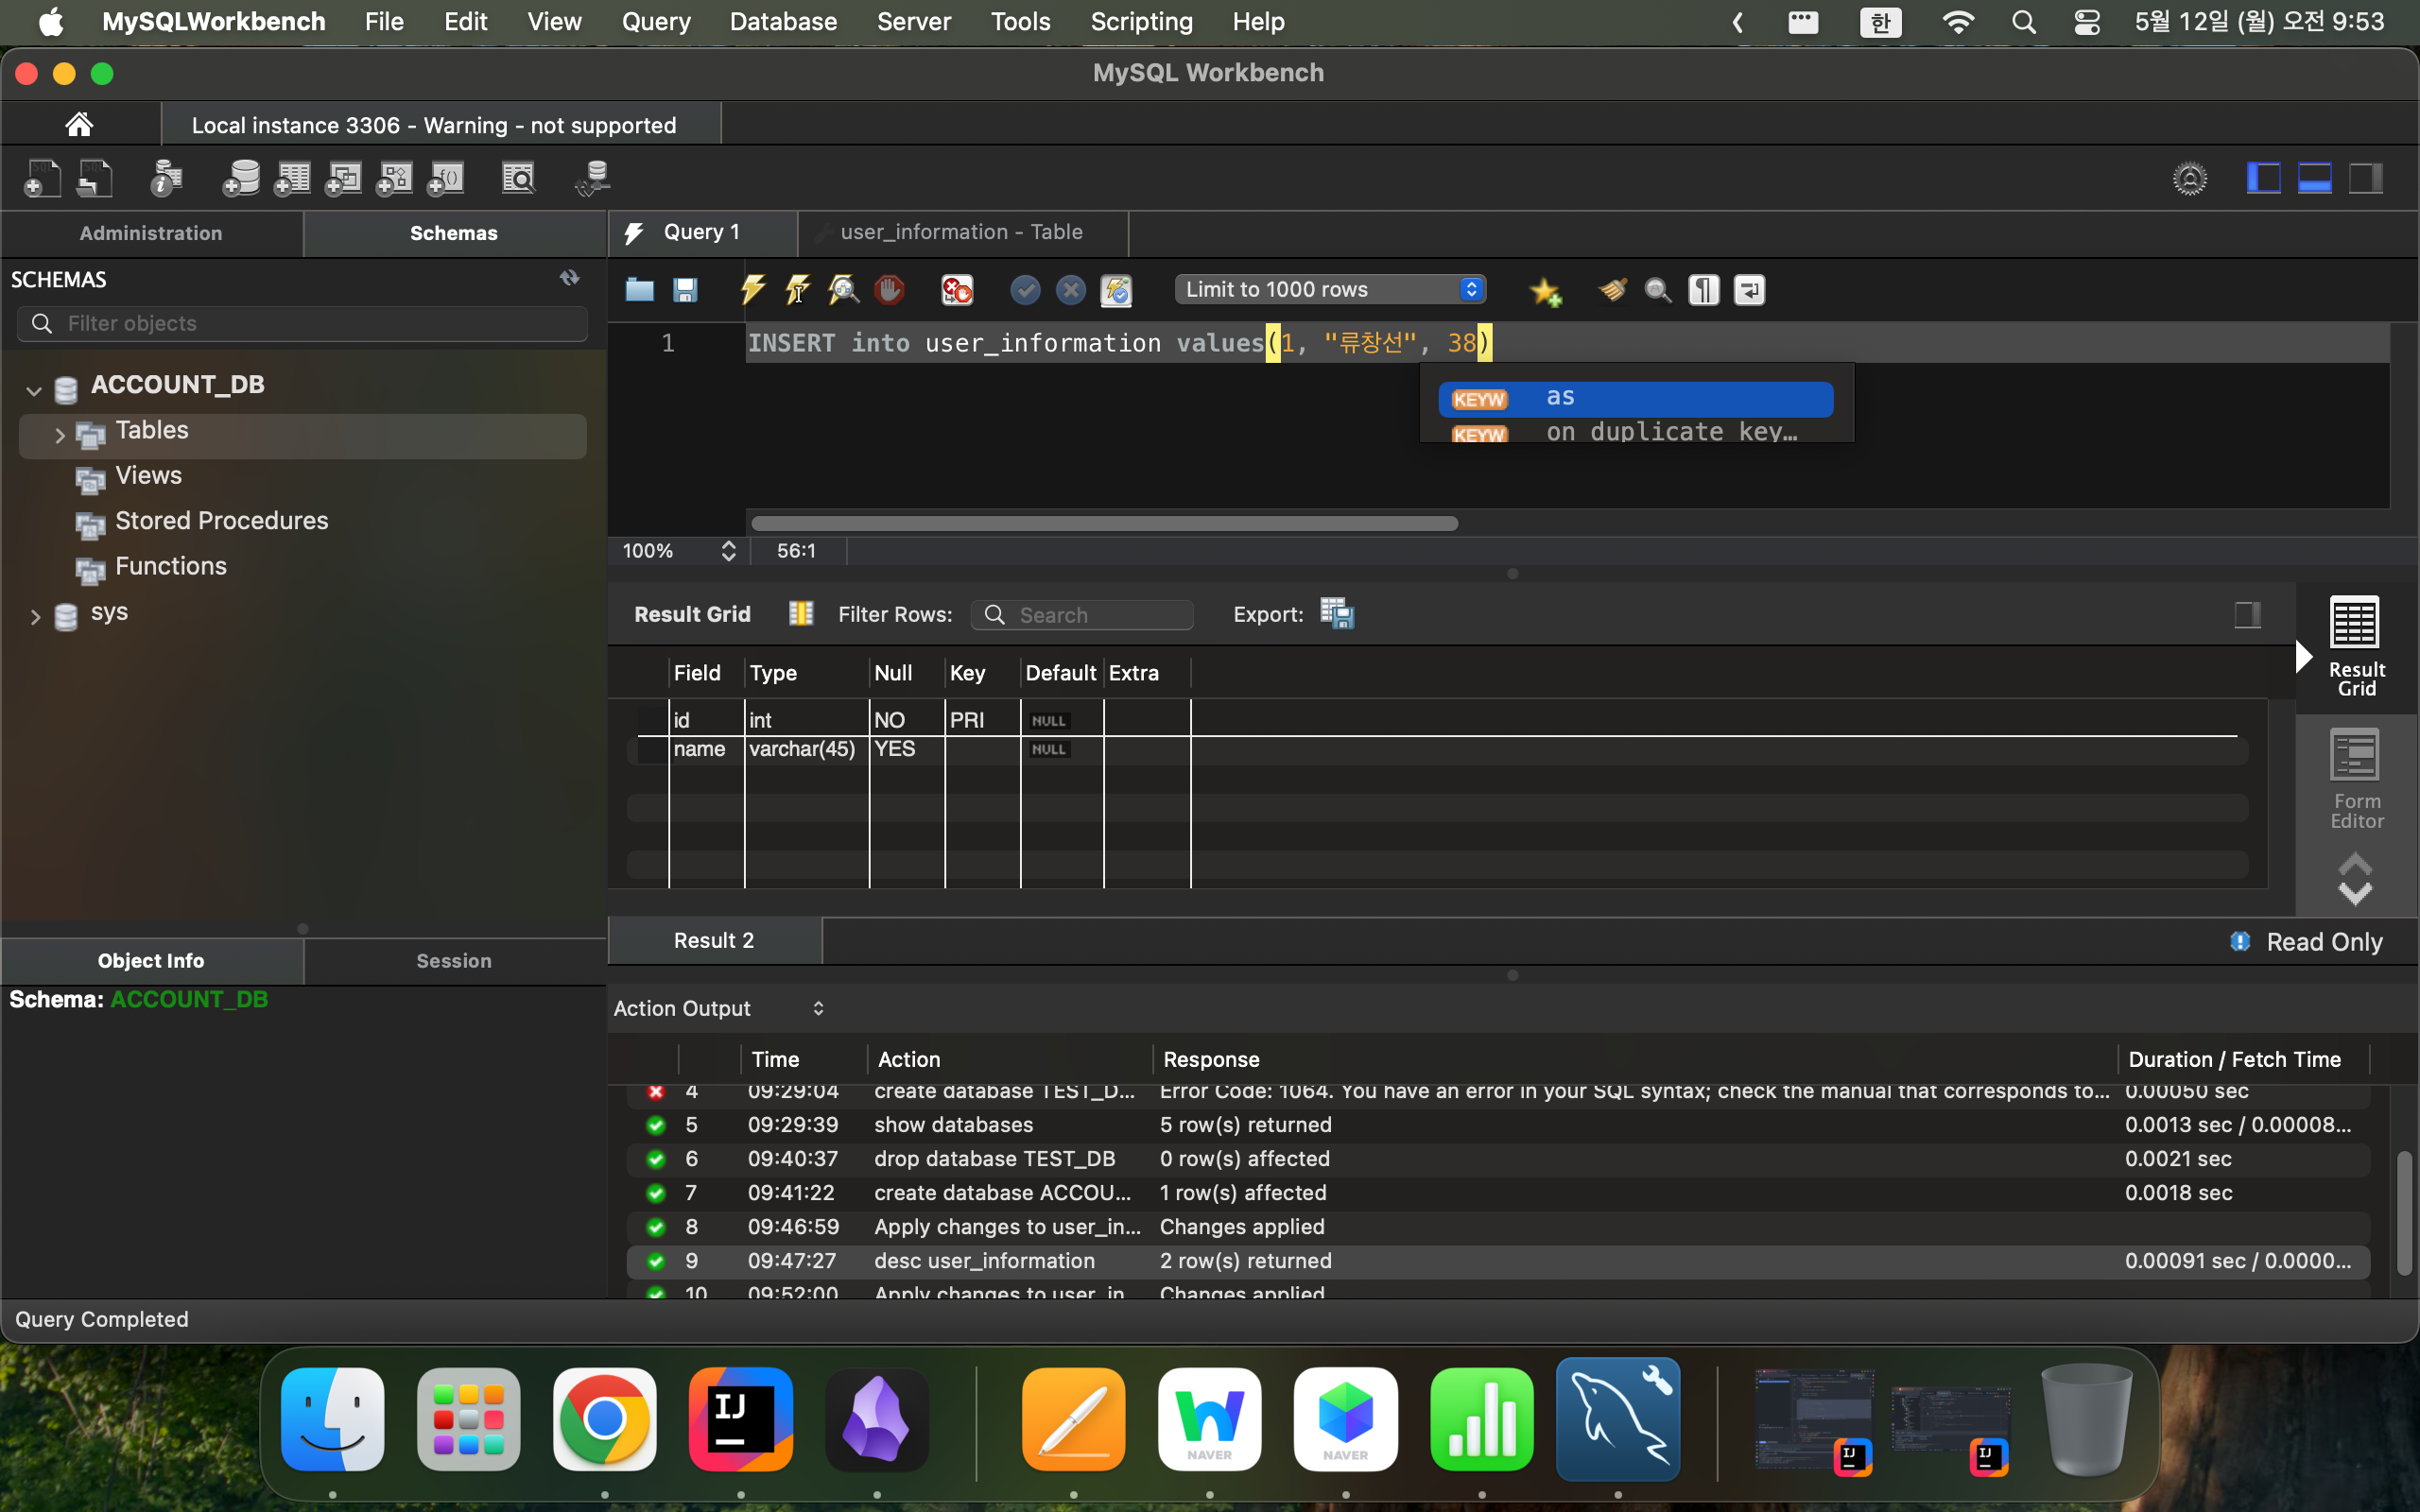 MySQLWorkbench File Edit View Query Database Server Tools Scripting Help 한 5월 12일 (월) 오전 9:53
MySQL Workbench
Local instance 3306 - Warning - not supported
Administration Schemas
Query 1 user_information - Table
SCHEMAS
Filter objects
Limit to 1000 rows
1 INSERT into user_information values(1, "류창선", 38)
KEYW as
KEYW on duplicate key…
ACCOUNT_DB
Tables
Views
Stored Procedures
Functions
sys
100% 56:1
Result Grid Filter Rows: Search Export:
Field Type Null Key Default Extra
id int NO PRI NULL
name varchar(45) YES NULL
Result
Grid
Form
Editor
Result 2 Read Only
Object Info Session
Schema: ACCOUNT_DB
Action Output
Time Action Response Duration / Fetch Time
4 09:29:04 create database TEST_D... Error Code: 1064. You have an error in your SQL syntax; check the manual that corresponds to... 0.00050 sec
5 09:29:39 show databases 5 row(s) returned 0.0013 sec / 0.00008...
6 09:40:37 drop database TEST_DB 0 row(s) affected 0.0021 sec
7 09:41:22 create database ACCOU... 1 row(s) affected 0.0018 sec
8 09:46:59 Apply changes to user_in... Changes applied
9 09:47:27 desc user_information 2 row(s) returned 0.00091 sec / 0.0000...
10 09:52:00 Apply changes to user_in... Changes applied
Query Completed
IJ
NAVER
NAVER
IJ
IJ